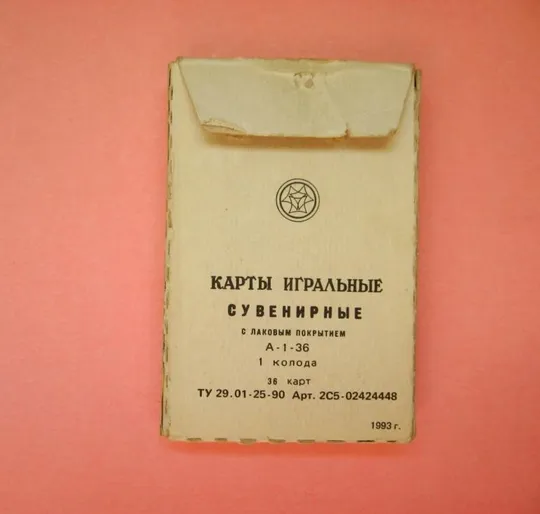 КАРТЫ ИГРАЛЬНЫЕ
СУВЕНИРНЫЕ
С ЛАКОВЫМ ПОКРЫТИЕМ
А-1-36
1 колода
36 карт
ТУ 29.01-25-90 Арт. 2С5-02424448
1993 г.